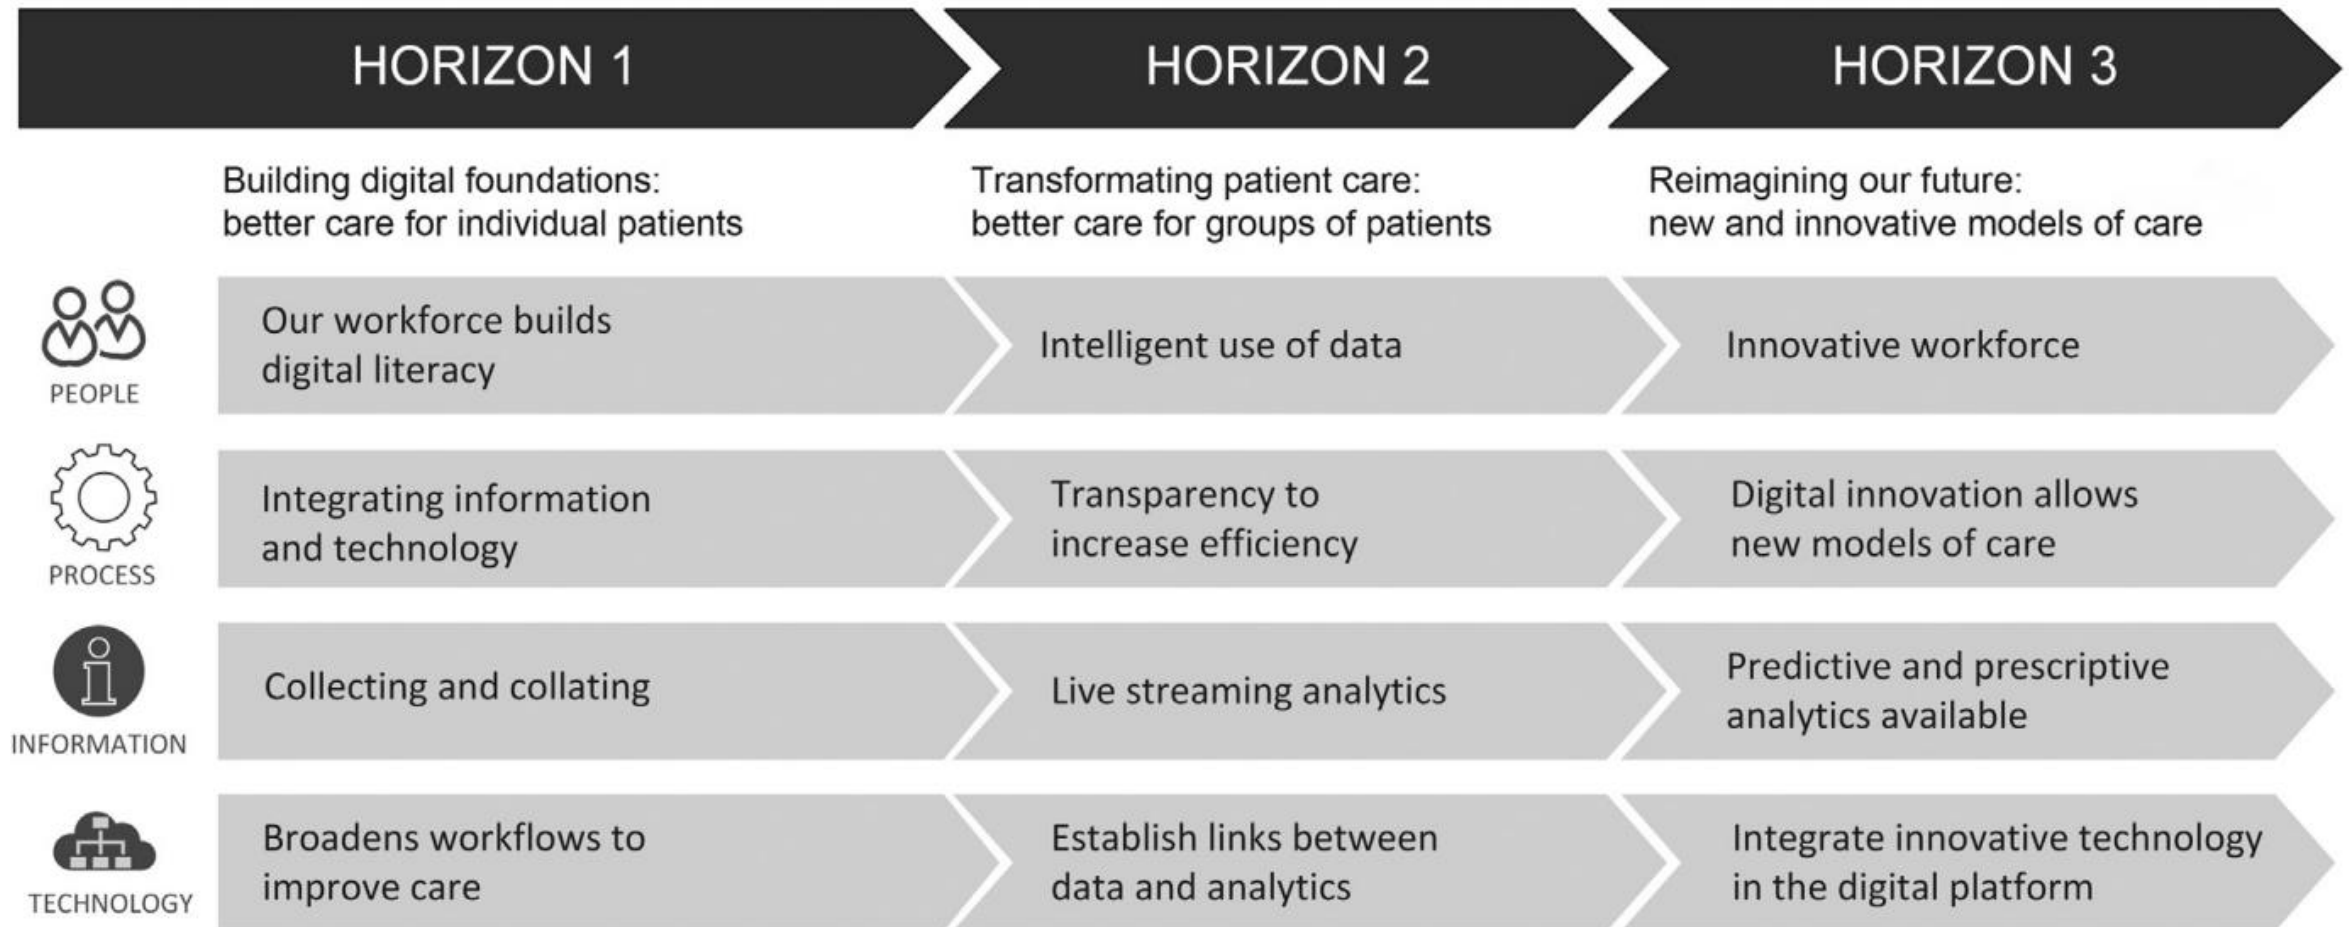 HORIZON 1
HORIZON 2
HORIZON 3
Building digital foundations:
better care for individual patients
Transformating patient care:
better care for groups of patients
Reimagining our future:
new and innovative models of care
PEOPLE
Our workforce builds
digital literacy
Intelligent use of data
Innovative workforce
PROCESS
Integrating information
and technology
Transparency to
increase efficiency
Digital innovation allows
new models of care
INFORMATION
Collecting and collating
Live streaming analytics
Predictive and prescriptive
analytics available
TECHNOLOGY
Broadens workflows to
improve care
Establish links between
data and analytics
Integrate innovative technology
in the digital platform